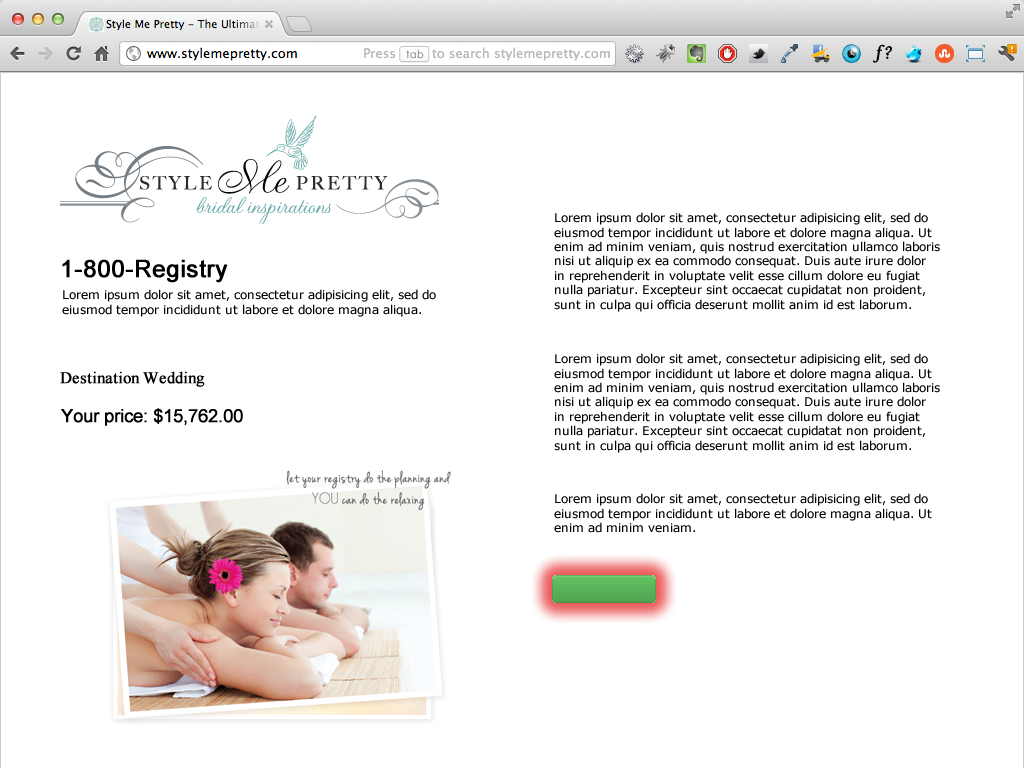 Style Me Pretty – The Ultimat
www.stylemepretty.com
Press tab to search stylemepretty.com
f?
STYLE Me PRETTY
bridal inspirations
1-800-Registry
Lorem ipsum dolor sit amet, consectetur adipisicing elit, sed do
eiusmod tempor incididunt ut labore et dolore magna aliqua.
Destination Wedding
Your price: $15,762.00
let your registry do the planning and
YOU can do the relaxing
Lorem ipsum dolor sit amet, consectetur adipisicing elit, sed do
eiusmod tempor incididunt ut labore et dolore magna aliqua. Ut
enim ad minim veniam, quis nostrud exercitation ullamco laboris
nisi ut aliquip ex ea commodo consequat. Duis aute irure dolor
in reprehenderit in voluptate velit esse cillum dolore eu fugiat
nulla pariatur. Excepteur sint occaecat cupidatat non proident,
sunt in culpa qui officia deserunt mollit anim id est laborum.
Lorem ipsum dolor sit amet, consectetur adipisicing elit, sed do
eiusmod tempor incididunt ut labore et dolore magna aliqua. Ut
enim ad minim veniam, quis nostrud exercitation ullamco laboris
nisi ut aliquip ex ea commodo consequat. Duis aute irure dolor
in reprehenderit in voluptate velit esse cillum dolore eu fugiat
nulla pariatur. Excepteur sint occaecat cupidatat non proident,
sunt in culpa qui officia deserunt mollit anim id est laborum.
Lorem ipsum dolor sit amet, consectetur adipisicing elit, sed do
eiusmod tempor incididunt ut labore et dolore magna aliqua. Ut
enim ad minim veniam.